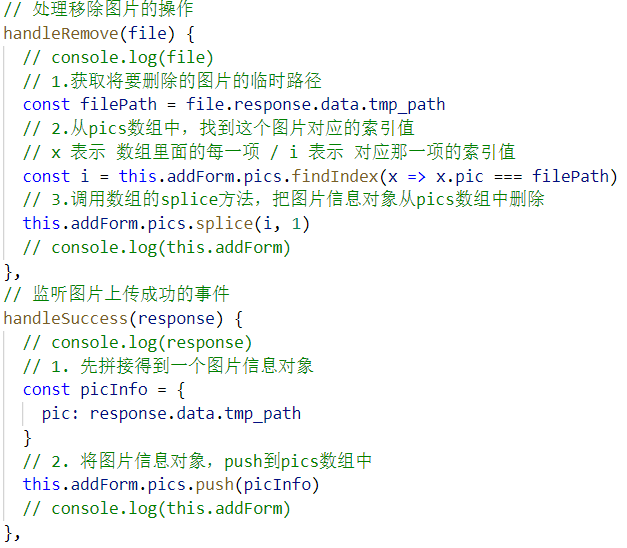 // 处理移除图片的操作
handleRemove(file) {
// console.log(file)
// 1.获取将要删除的图片的临时路径
const filePath = file.response.data.tmp_path
// 2.从pics数组中，找到这个图片对应的索引值
// x 表示 数组里面的每一项 / i 表示 对应那一项的索引值
const i = this.addForm.pics.findIndex(x => x.pic === filePath)
// 3.调用数组的splice方法，把图片信息对象从pics数组中删除
this.addForm.pics.splice(i, 1)
// console.log(this.addForm)
},
// 监听图片上传成功的事件
handleSuccess(response) {
// console.log(response)
// 1. 先拼接得到一个图片信息对象
const picInfo = {
pic: response.data.tmp_path
}
// 2. 将图片信息对象，push到pics数组中
this.addForm.pics.push(picInfo)
// console.log(this.addForm)
},